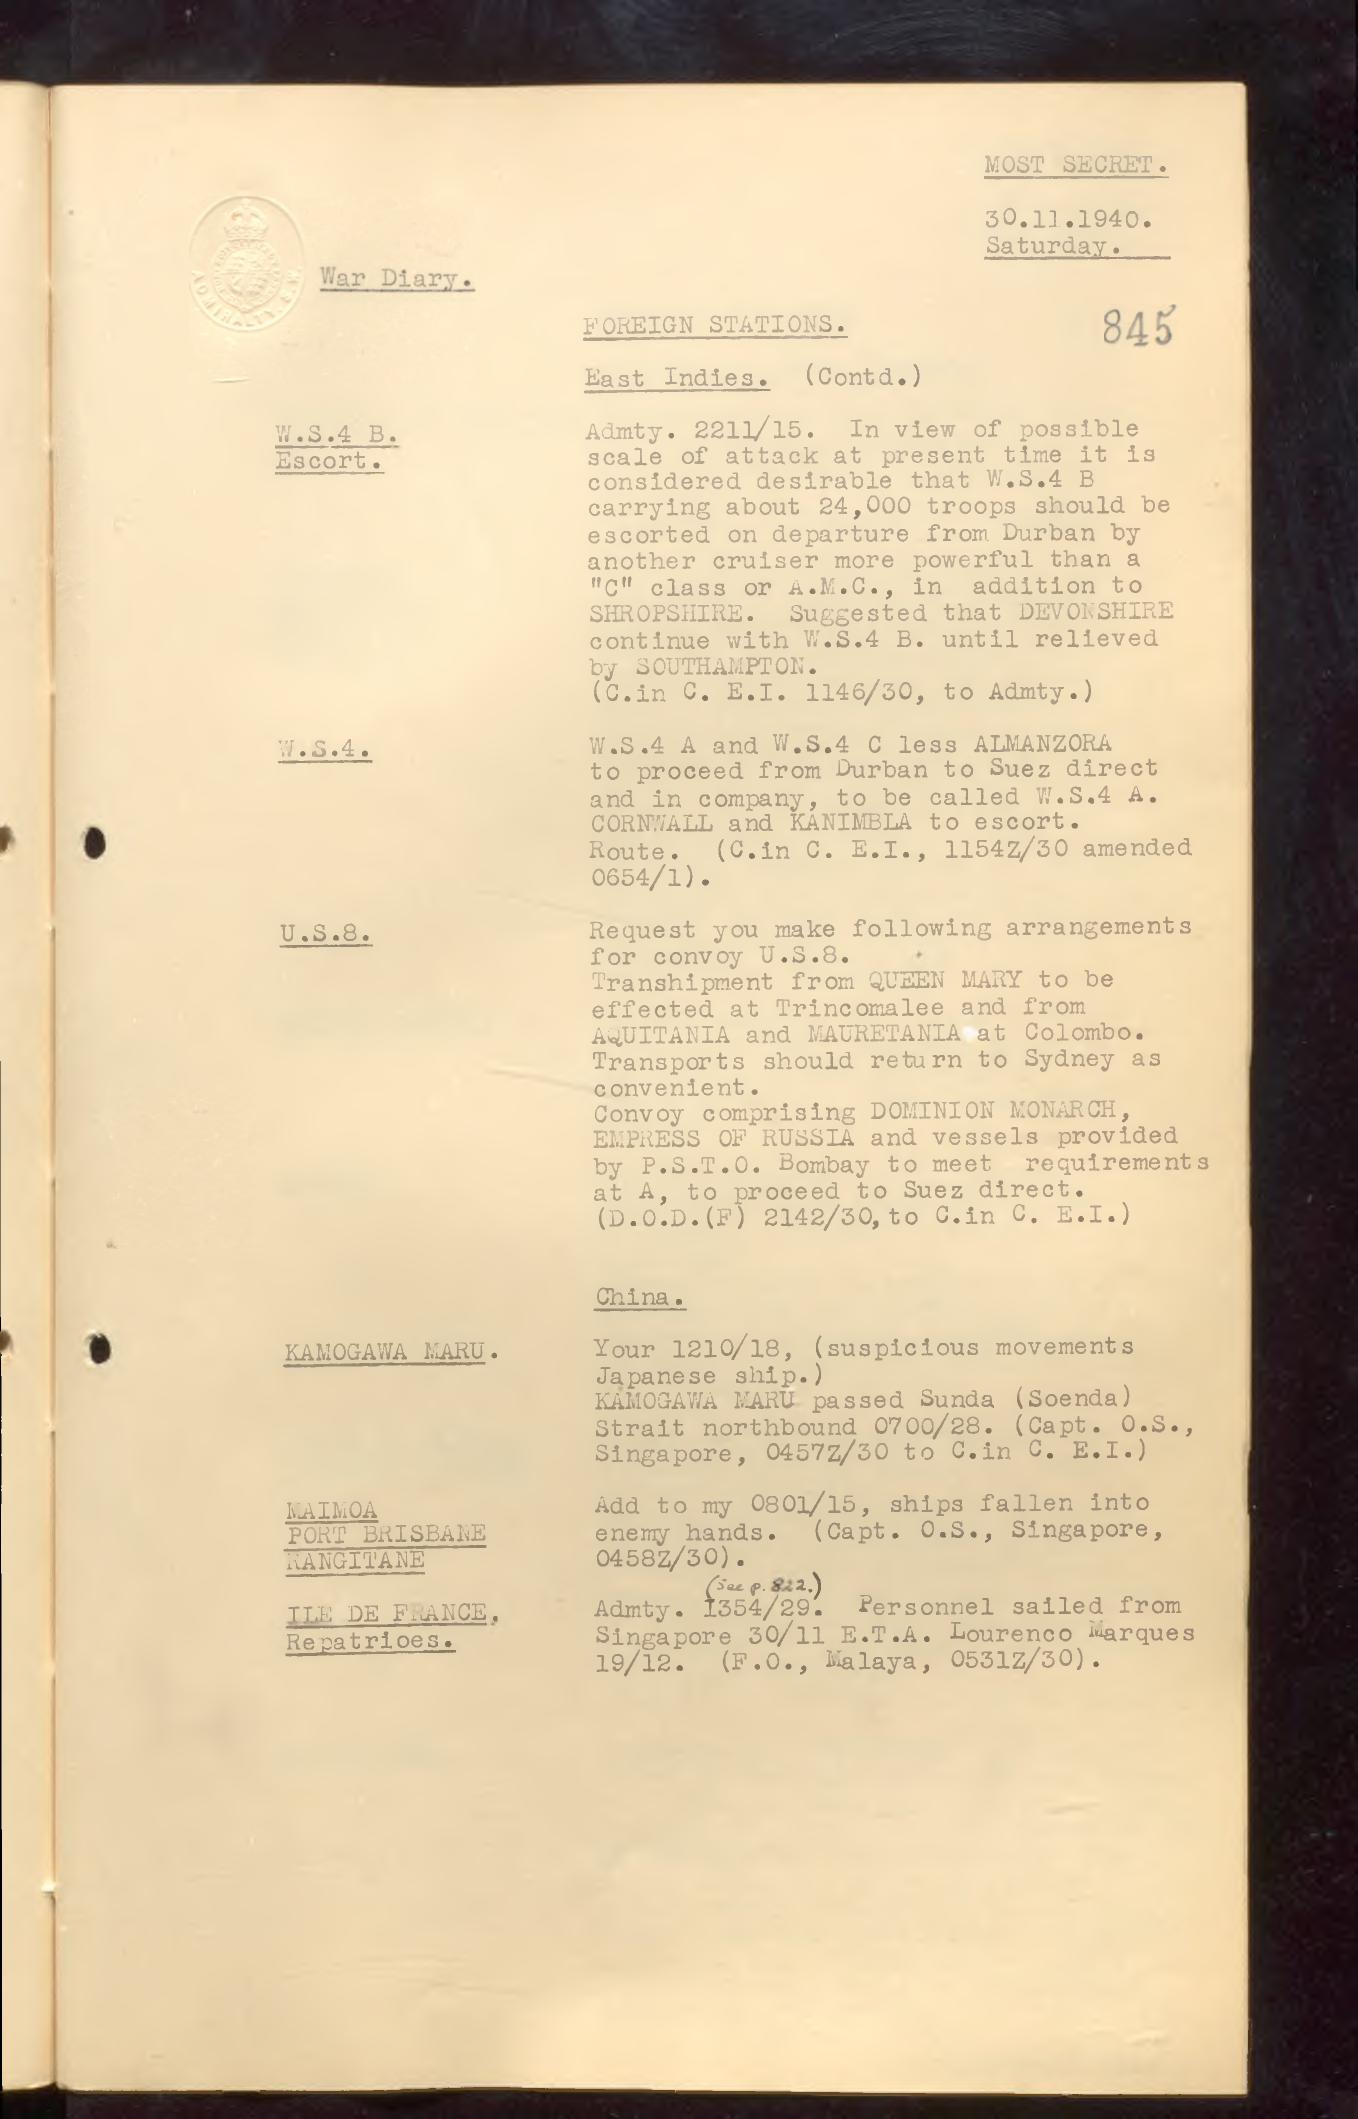 MOST SECRET.
30.11.1940.
Saturday.
War Diary.
FOREIGN STATIONS.
845
East Indies. (Contd.)
W.S.4 B.
Escort.
Admty. 2211/15. In view of possible
scale of attack at present time it is
considered desirable that W.S.4 B
carrying about 24,000 troops should be
escorted on departure from Durban by
another cruiser more powerful than a
"C" class or A.M.C., in addition to
SHROPSHIRE. Suggested that DEVONSHIRE
continue with W.S.4 B. until relieved
by SOUTHAMPTON.
(C.in C. E.I. 1146/30, to Admty.)
W.S.4.
W.S.4 A and W.S.4 C less ALMANZORA
to proceed from Durban to Suez direct
and in company, to be called W.S.4 A.
CORNWALL and KANIMBLA to escort.
Route. (C.in C. E.I., 1154Z/30 amended
0654/1).
U.S.8.
Request you make following arrangements
for convoy U.S.8.
Transhipment from QUEEN MARY to be
effected at Trincomalee and from
AQUITANIA and MAURETANIA at Colombo.
Transports should return to Sydney as
convenient.
Convoy comprising DOMINION MONARCH,
EMPRESS OF RUSSIA and vessels provided
by P.S.T.O. Bombay to meet requirements
at A, to proceed to Suez direct.
(D.O.D.(F) 2142/30, to C.in C. E.I.)
China.
KAMOGAWA MARU.
Your 1210/18, (suspicious movements
Japanese ship.)
KAMOGAWA MARU passed Sunda (Soenda)
Strait northbound 0700/28. (Capt. O.S.,
Singapore, 0457Z/30 to C.in C. E.I.)
MAIMOA
PORT BRISBANE
RANGITANE
Add to my 0801/15, ships fallen into
enemy hands. (Capt. O.S., Singapore,
0458Z/30).
(See p. 822.)
ILE DE FRANCE,
Repatrioes.
Admty. 1354/29. Personnel sailed from
Singapore 30/11 E.T.A. Lourenco Marques
19/12. (F.O., Malaya, 0531Z/30).